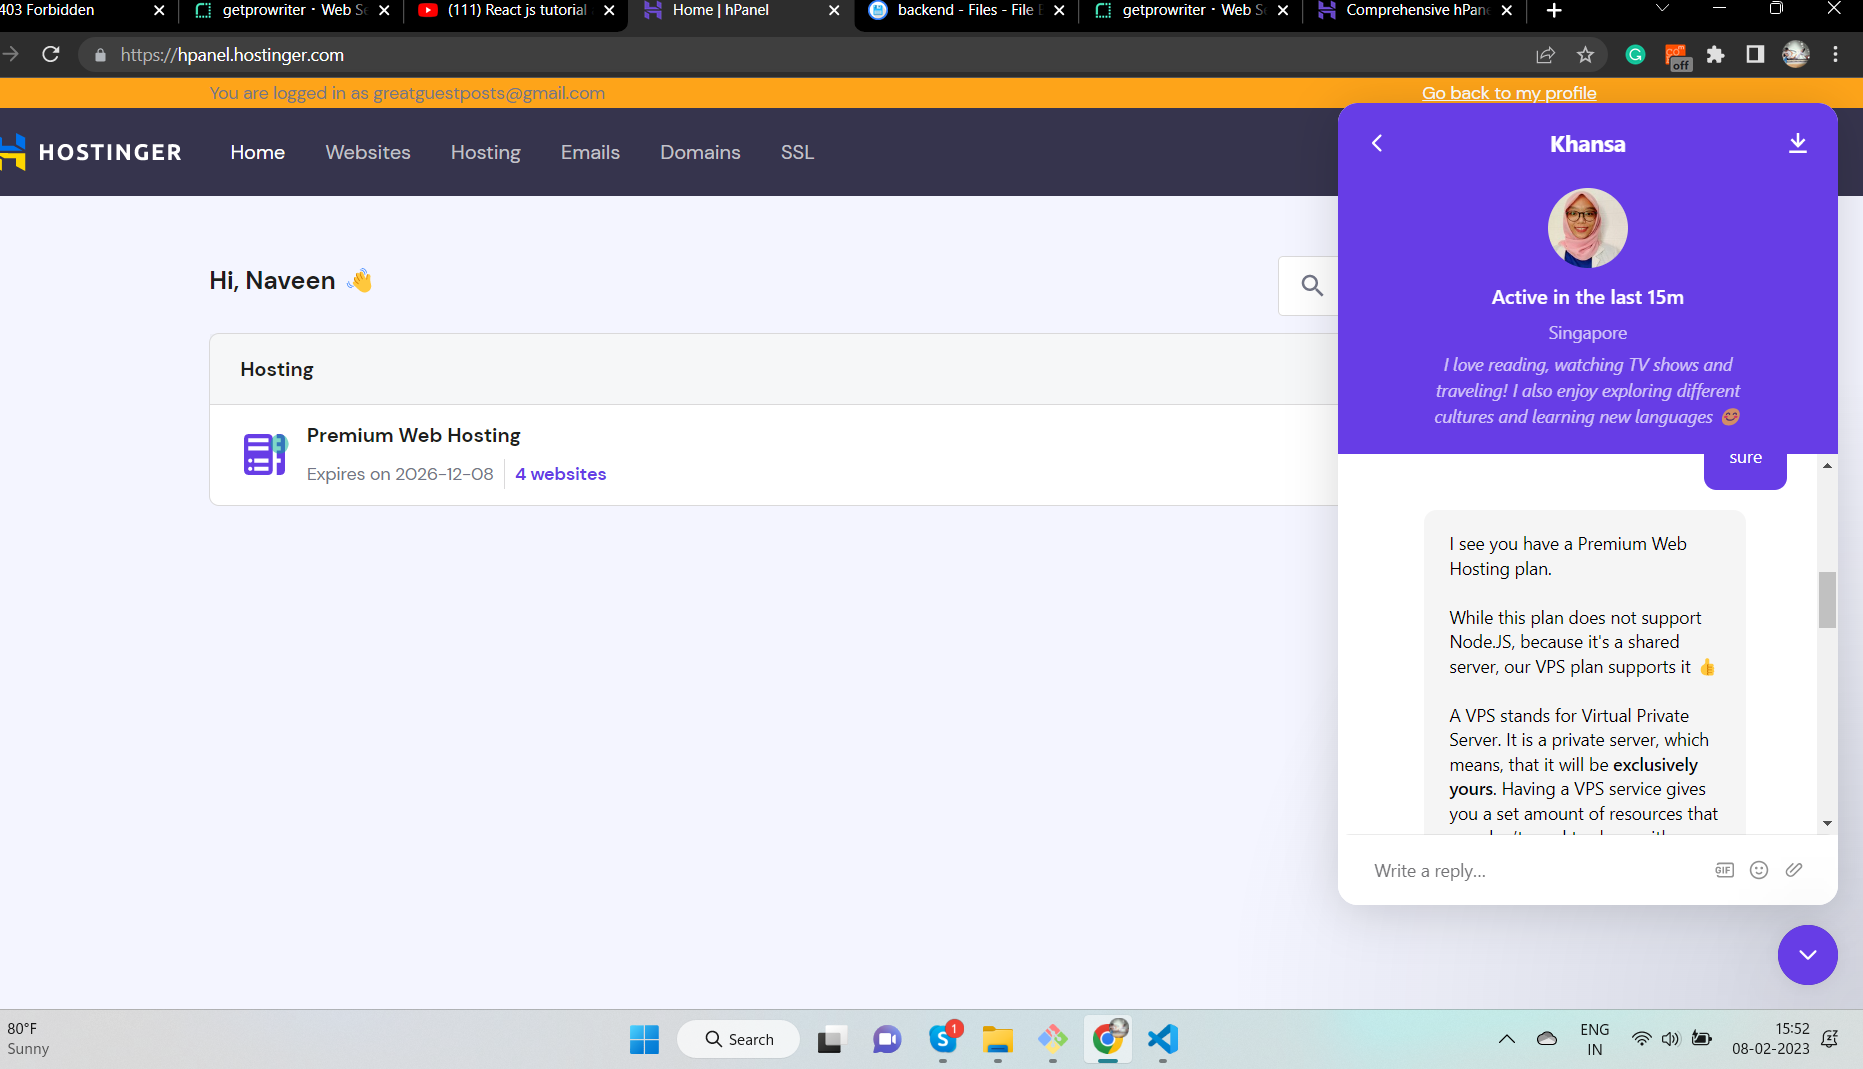 403 Forbidden
getprowriter · Web Se
(111) React js tutorial
Home | hPanel
backend - Files - File E
getprowriter · Web Se
Comprehensive hPane
https://hpanel.hostinger.com
off
You are logged in as greatguestposts@gmail.com
Go back to my profile
HOSTINGER
Home
Websites
Hosting
Emails
Domains
SSL
Hi, Naveen 👋
Hosting
Premium Web Hosting
Expires on 2026-12-08
4 websites
Khansa
Active in the last 15m
Singapore
I love reading, watching TV shows and
traveling! I also enjoy exploring different
cultures and learning new languages 😊
sure
I see you have a Premium Web
Hosting plan.
While this plan does not support
NodeJS, because it's a shared
server, our VPS plan supports it 👍
A VPS stands for Virtual Private
Server. It is a private server, which
means, that it will be exclusively
yours. Having a VPS service gives
you a set amount of resources that
Write a reply...
GIF
80°F
Sunny
Search
1
ENG
IN
15:52
08-02-2023